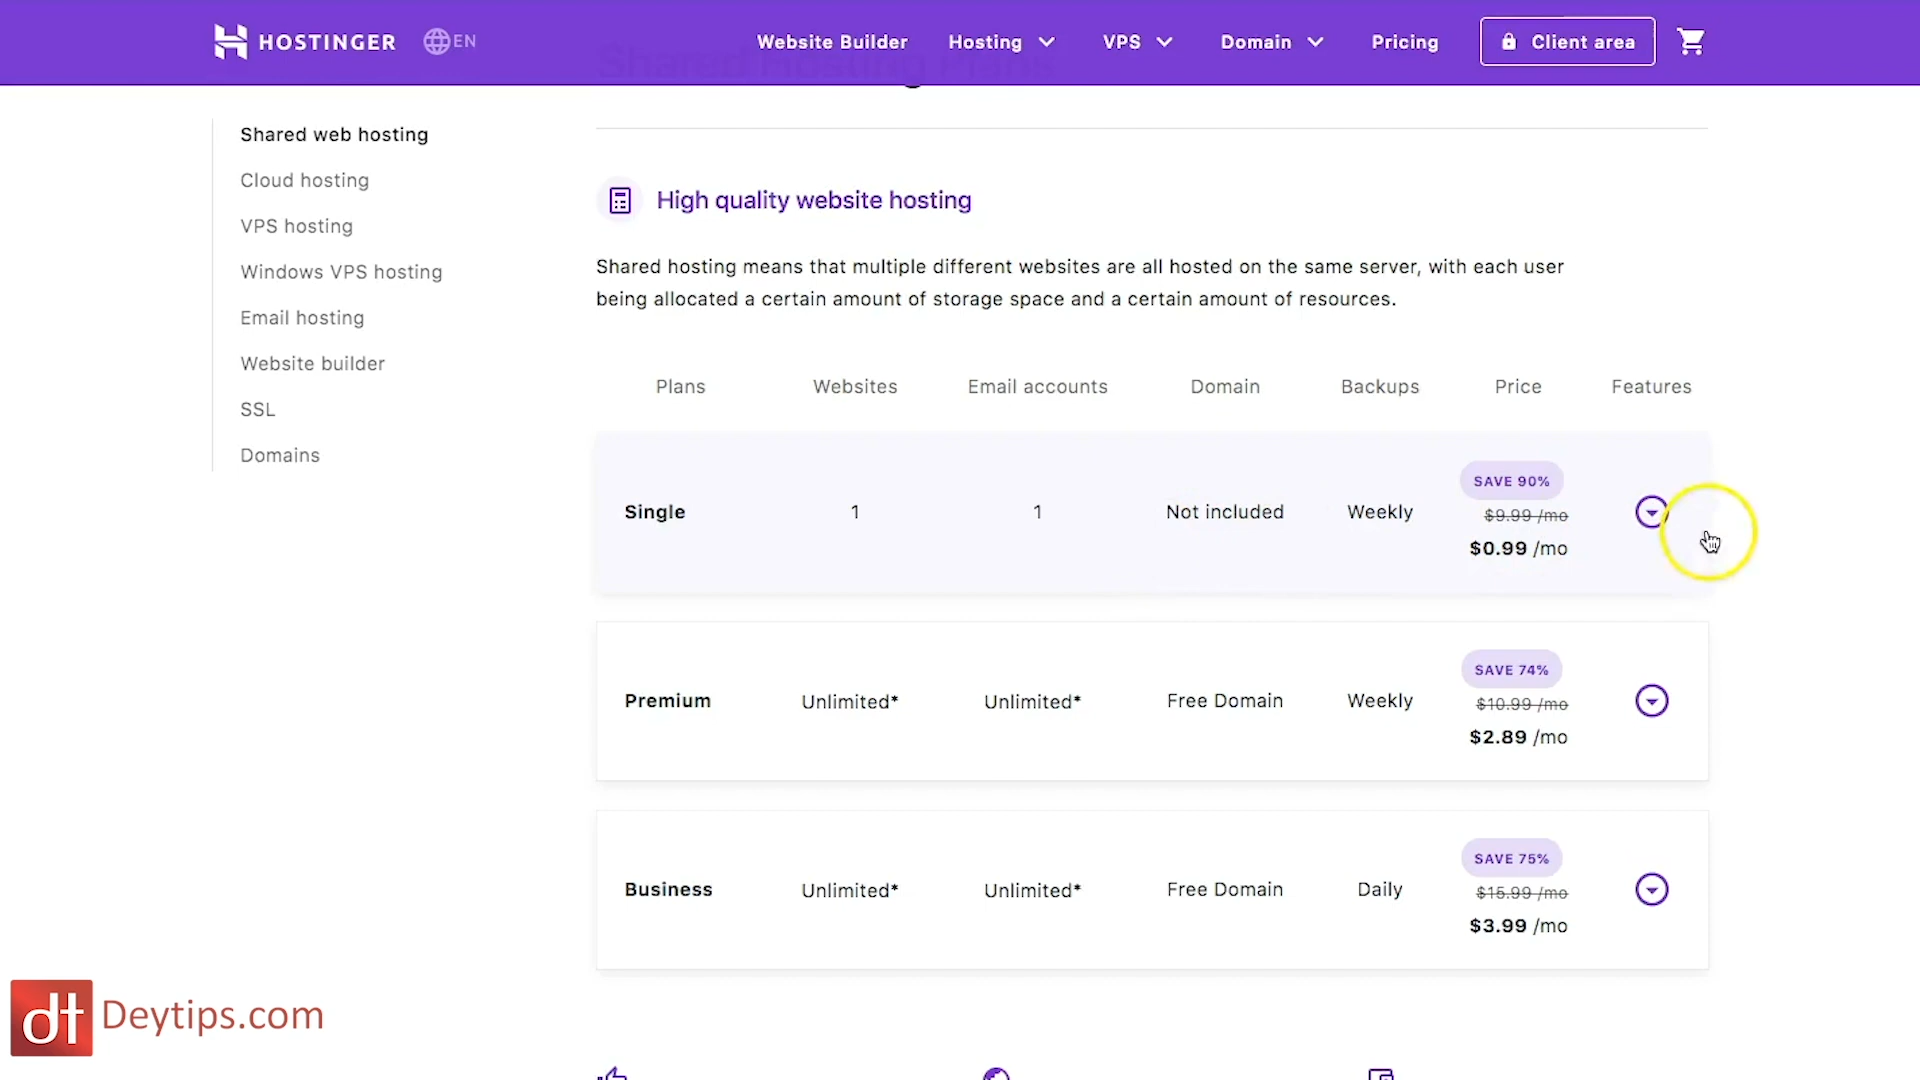 HOSTINGER
EN
Website Builder
Hosting
VPS
Domain
Pricing
Client area
Shared Hosting Plans
Shared web hosting
Cloud hosting
VPS hosting
Windows VPS hosting
Email hosting
Website builder
SSL
Domains
High quality website hosting
Shared hosting means that multiple different websites are all hosted on the same server, with each user
being allocated a certain amount of storage space and a certain amount of resources.
Plans Websites Email accounts Domain Backups Price Features
SAVE 90%
Single 1 1 Not included Weekly $9.99 /mo
$0.99 /mo
SAVE 74%
Premium Unlimited* Unlimited* Free Domain Weekly $10.99 /mo
$2.89 /mo
SAVE 75%
Business Unlimited* Unlimited* Free Domain Daily $15.99 /mo
$3.99 /mo
dt Deytips.com